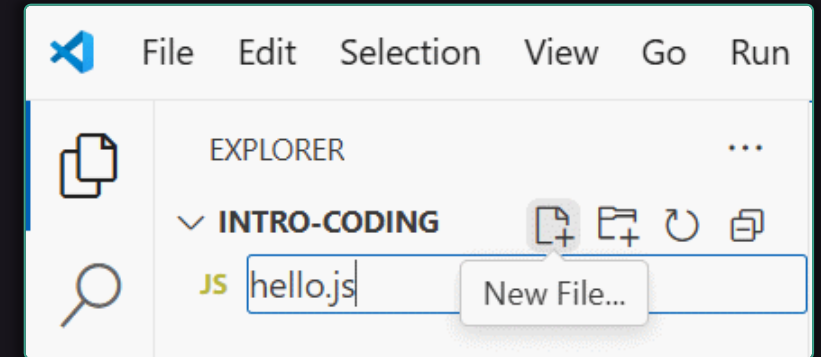 File Edit Selection View Go Run
EXPLORER
INTRO-CODING
JS hello.js
New File...